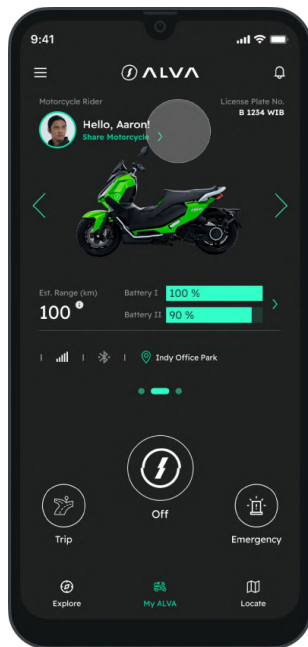 9:41
ALVA
Motorcycle Rider
License Plate No.
B 1234 WIB
Hello, Aaron!
Share Motorcycle
Est. Range (km)
100
Battery I
100 %
Battery II
90 %
Indy Office Park
Off
Trip
Emergency
Explore
My ALVA
Locate